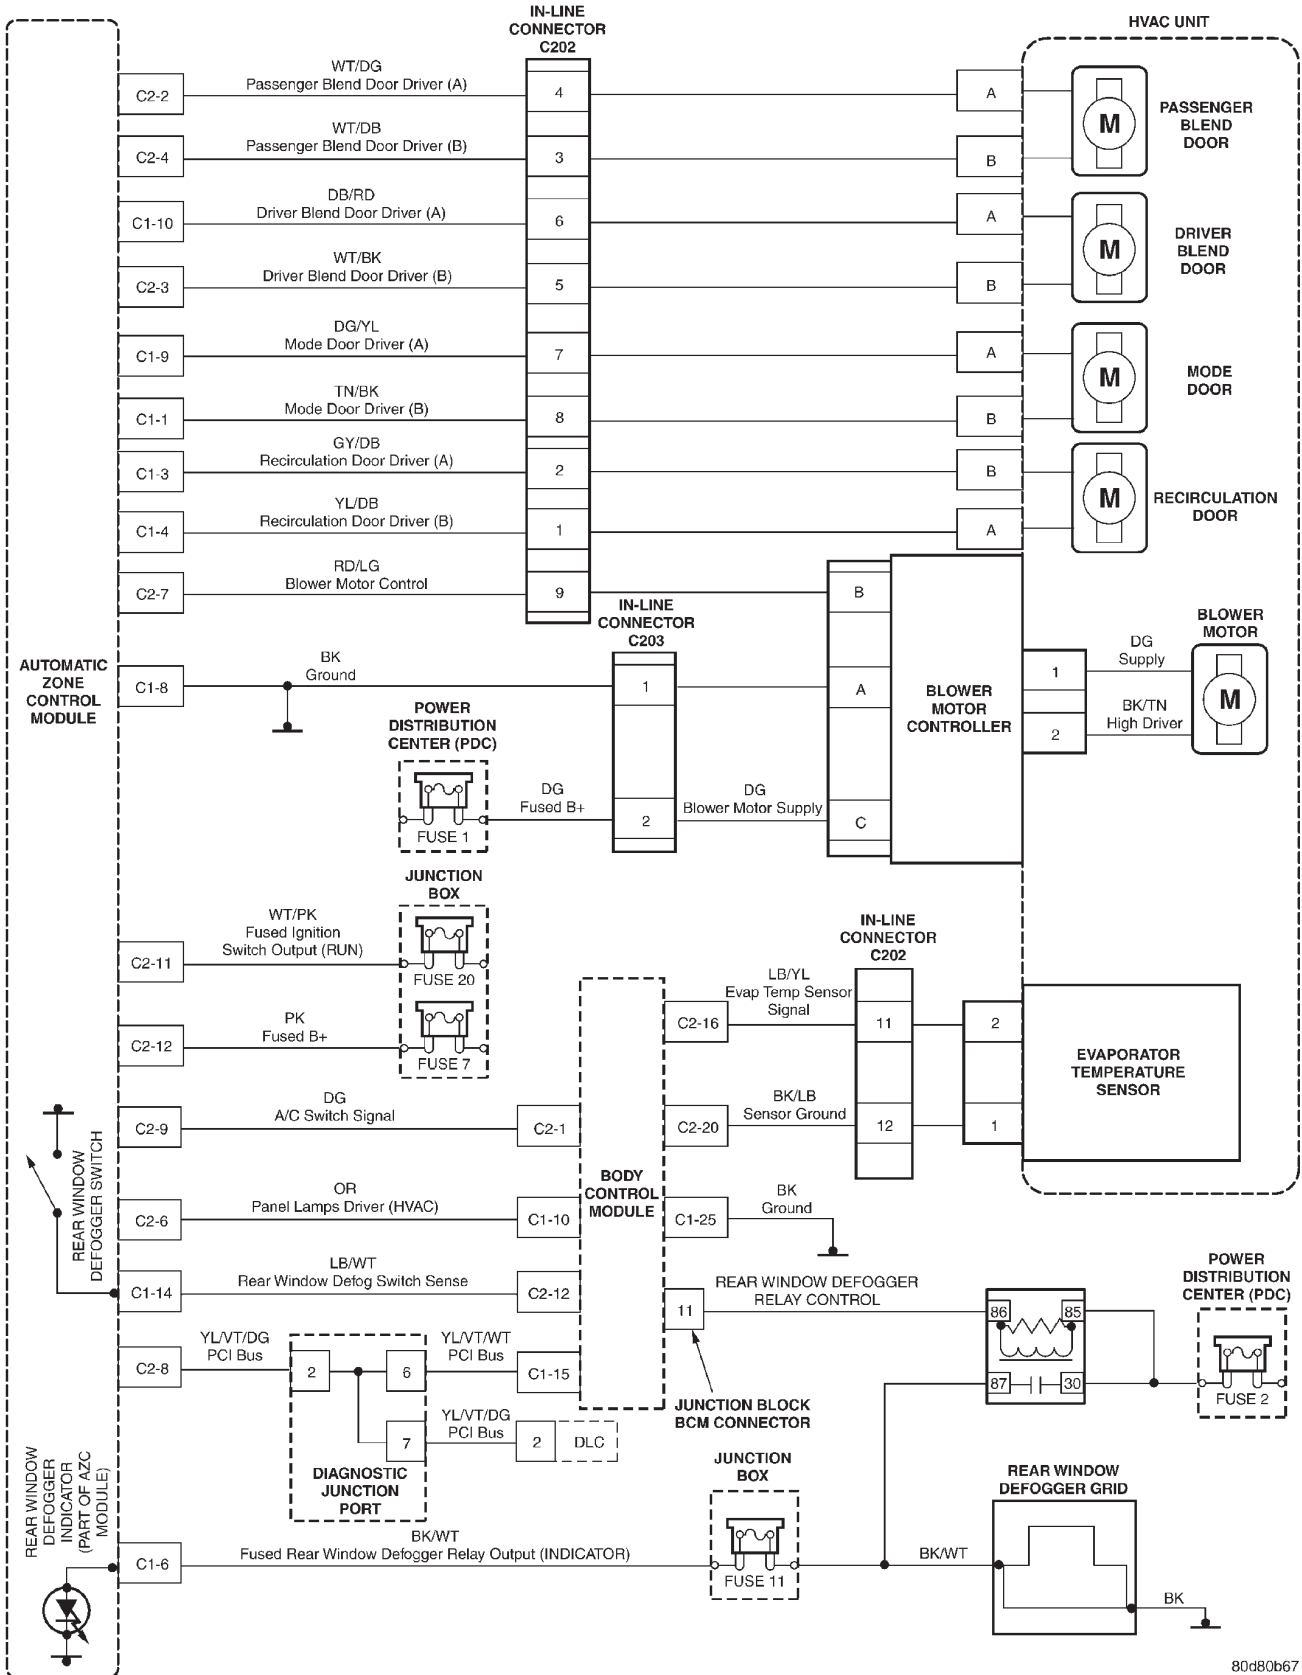 IN-LINE
CONNECTOR
C202
HVAC UNIT
C2-2
WT/DG
Passenger Blend Door Driver (A)
4
A
M
PASSENGER
BLEND
DOOR
C2-4
WT/DB
Passenger Blend Door Driver (B)
3
B
C1-10
DB/RD
Driver Blend Door Driver (A)
6
A
M
DRIVER
BLEND
DOOR
C2-3
WT/BK
Driver Blend Door Driver (B)
5
B
C1-9
DG/YL
Mode Door Driver (A)
7
A
M
MODE
DOOR
C1-1
TN/BK
Mode Door Driver (B)
8
B
C1-3
GY/DB
Recirculation Door Driver (A)
2
B
M
RECIRCULATION
DOOR
C1-4
YL/DB
Recirculation Door Driver (B)
1
A
C2-7
RD/LG
Blower Motor Control
9
B
IN-LINE
CONNECTOR
C203
AUTOMATIC
ZONE
CONTROL
MODULE
C1-8
BK
Ground
1
A
BLOWER
MOTOR
CONTROLLER
1
DG
Supply
2
BK/TN
High Driver
BLOWER
MOTOR
M
POWER
DISTRIBUTION
CENTER (PDC)
FUSE 1
DG
Fused B+
2
DG
Blower Motor Supply
C
JUNCTION
BOX
C2-11
WT/PK
Fused Ignition
Switch Output (RUN)
FUSE 20
C2-12
PK
Fused B+
FUSE 7
IN-LINE
CONNECTOR
C202
C2-16
LB/YL
Evap Temp Sensor
Signal
11
2
EVAPORATOR
TEMPERATURE
SENSOR
C2-20
BK/LB
Sensor Ground
12
1
C2-9
DG
A/C Switch Signal
C2-1
BODY
CONTROL
MODULE
REAR WINDOW
DEFOGGER SWITCH
C2-6
OR
Panel Lamps Driver (HVAC)
C1-10
C1-25
BK
Ground
C1-14
LB/WT
Rear Window Defog Switch Sense
C2-12
11
REAR WINDOW DEFOGGER
RELAY CONTROL
86
85
87
30
POWER
DISTRIBUTION
CENTER (PDC)
FUSE 2
C2-8
YL/VT/DG
PCI Bus
2
6
YL/VT/WT
PCI Bus
C1-15
7
YL/VT/DG
PCI Bus
2
DLC
DIAGNOSTIC
JUNCTION
PORT
JUNCTION BLOCK
BCM CONNECTOR
REAR WINDOW
DEFOGGER
INDICATOR
(PART OF AZC
MODULE)
C1-6
BK/WT
Fused Rear Window Defogger Relay Output (INDICATOR)
JUNCTION
BOX
FUSE 11
BK/WT
REAR WINDOW
DEFOGGER GRID
BK
80d80b67